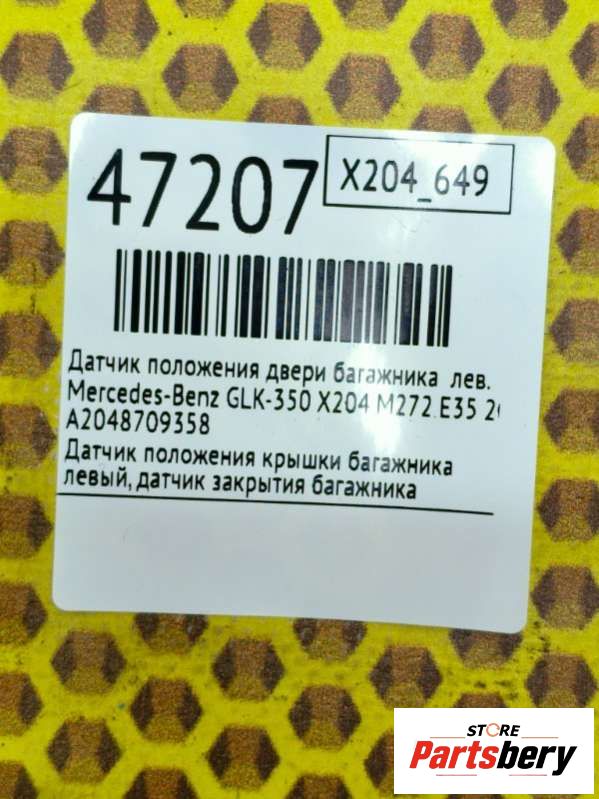 47207
X204_649
Датчик положения двери багажника лев.
Mercedes-Benz GLK-350 X204 M272 E35
A2048709358
Датчик положения крышки багажника
левый, датчик закрытия багажника
STORE
Partsbery